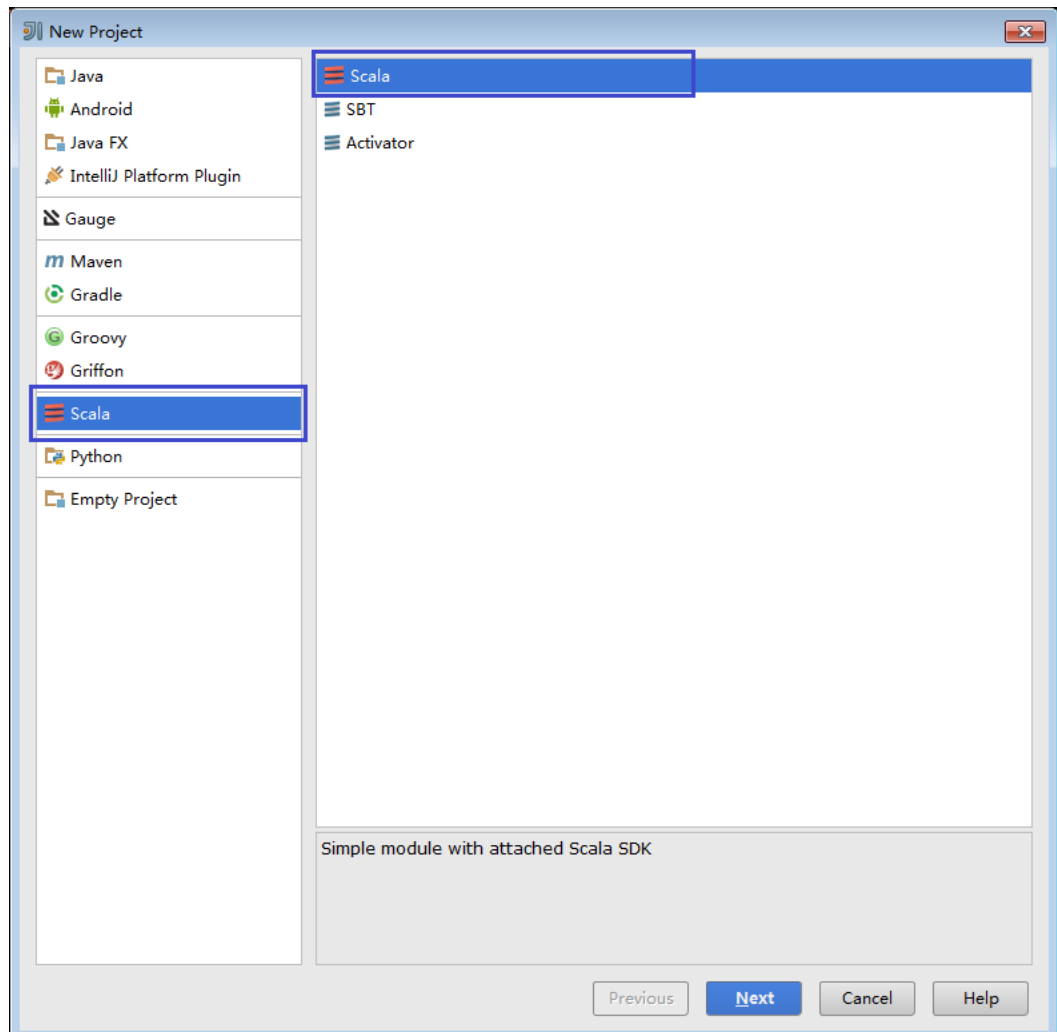 New Project
Java
Android
Java FX
IntelliJ Platform Plugin
Gauge
Maven
Gradle
Groovy
Griffon
Scala
Python
Empty Project
Scala
SBT
Activator
Simple module with attached Scala SDK
Previous
Next
Cancel
Help